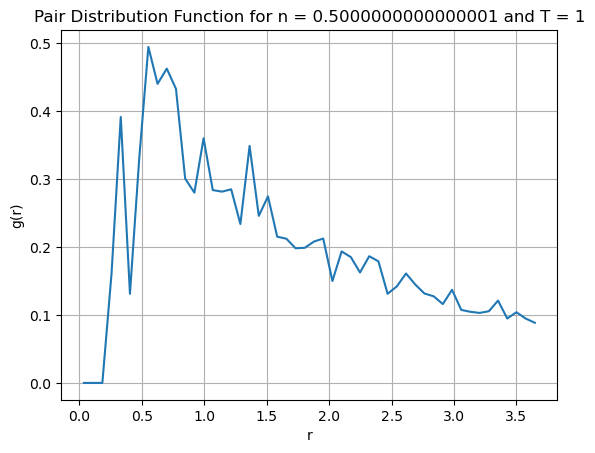 Pair Distribution Function for n = 0.5000000000000001 and T = 1
g(r)
0.5
0.4
0.3
0.2
0.1
0.0
0.0 0.5 1.0 1.5 2.0 2.5 3.0 3.5
r